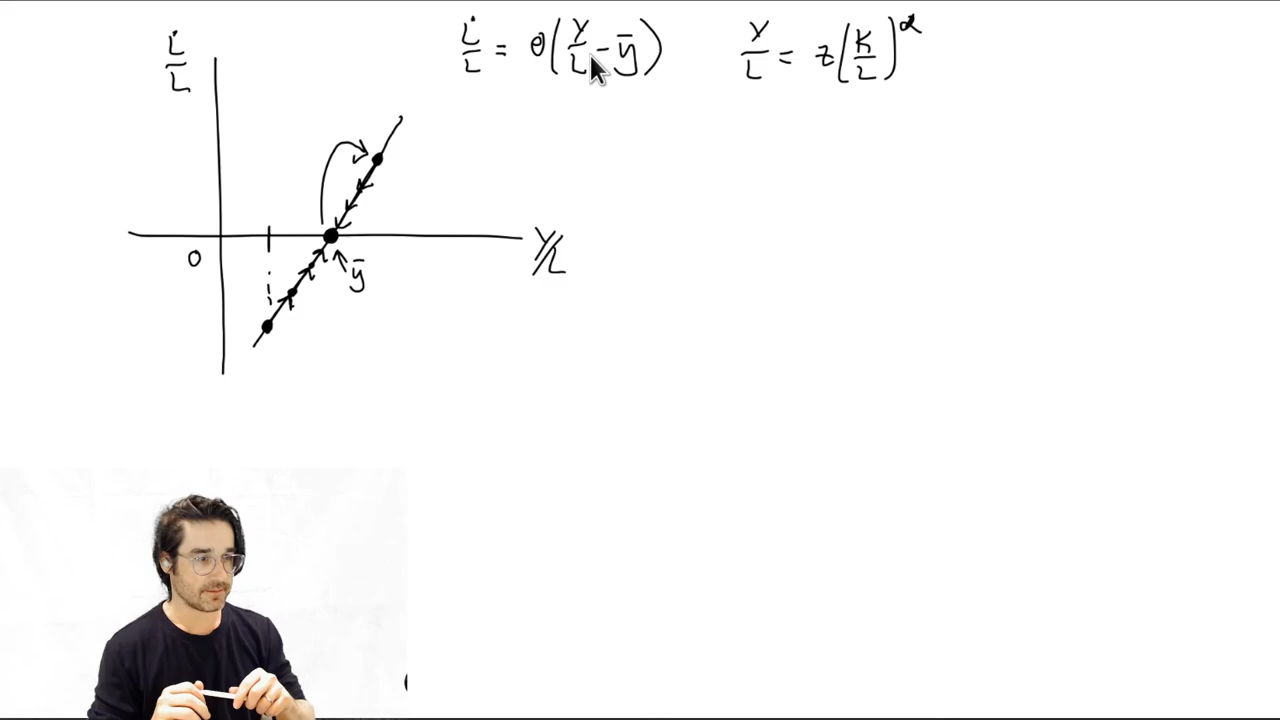 L̇/L = θ(Y/L - ȳ)    Y/L = z(K/L)^α
L̇/L
0
Y/L
ȳ